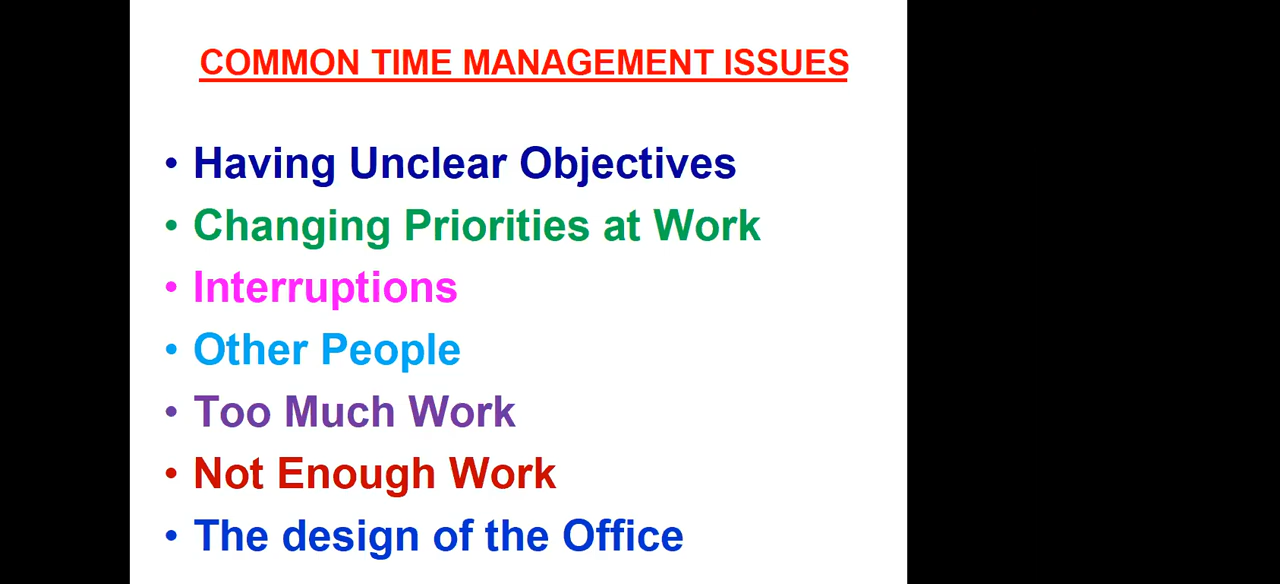 COMMON TIME MANAGEMENT ISSUES
• Having Unclear Objectives
• Changing Priorities at Work
• Interruptions
• Other People
• Too Much Work
• Not Enough Work
• The design of the Office